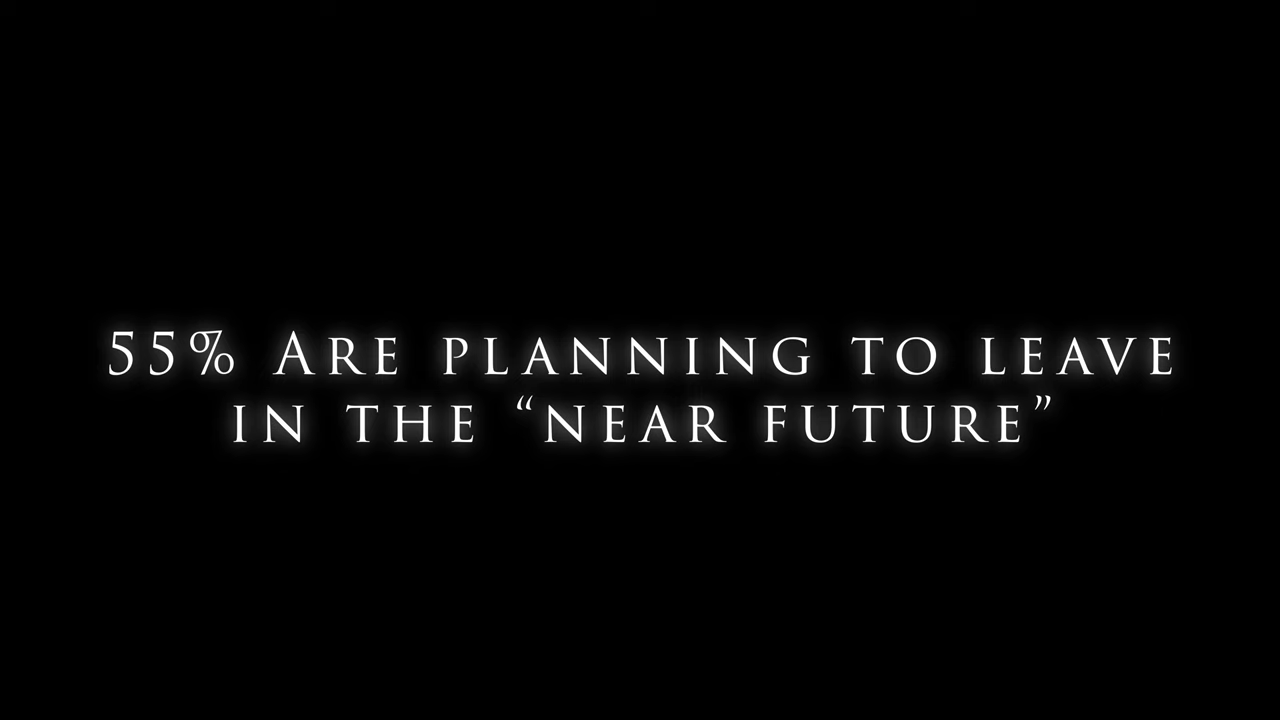 55% Are planning to leave
in the “near future”